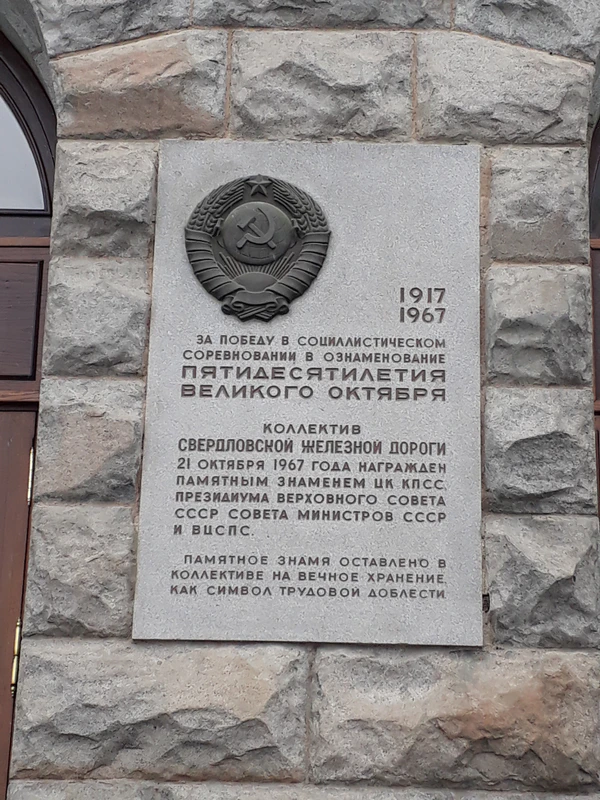 1917
1967
ЗА ПОБЕДУ В СОЦИАЛИСТИЧЕСКОМ
СОРЕВНОВАНИИ В ОЗНАМЕНОВАНИЕ
ПЯТИДЕСЯТИЛЕТИЯ
ВЕЛИКОГО ОКТЯБРЯ
КОЛЛЕКТИВ
СВЕРДЛОВСКОЙ ЖЕЛЕЗНОЙ ДОРОГИ
21 ОКТЯБРЯ 1967 ГОДА НАГРАЖДЕН
ПАМЯТНЫМ ЗНАМЕНЕМ ЦК КПСС,
ПРЕЗИДИУМА ВЕРХОВНОГО СОВЕТА
СССР СОВЕТА МИНИСТРОВ СССР
И ВЦСПС.
ПАМЯТНОЕ ЗНАМЯ ОСТАВЛЕНО В
КОЛЛЕКТИВЕ НА ВЕЧНОЕ ХРАНЕНИЕ,
КАК СИМВОЛ ТРУДОВОЙ ДОБЛЕСТИ